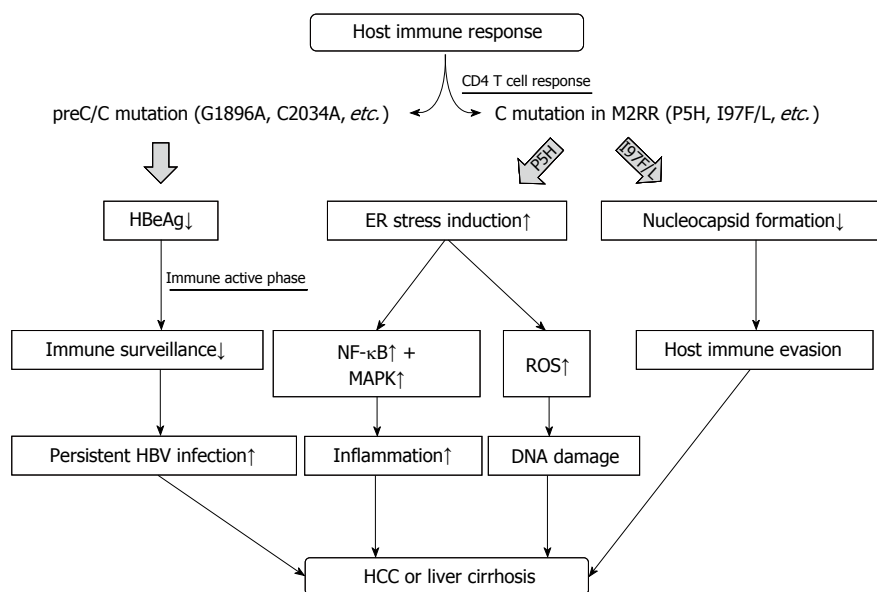 Host immune response
CD4 T cell response
preC/C mutation (G1896A, C2034A, etc.)
C mutation in M2RR (P5H, I97F/L, etc.)
P5H
I97F/L
HBeAg↓
ER stress induction↑
Nucleocapsid formation↓
Immune active phase
Immune surveillance↓
NF-κB↑ +
MAPK↑
ROS↑
Host immune evasion
Persistent HBV infection↑
Inflammation↑
DNA damage
HCC or liver cirrhosis